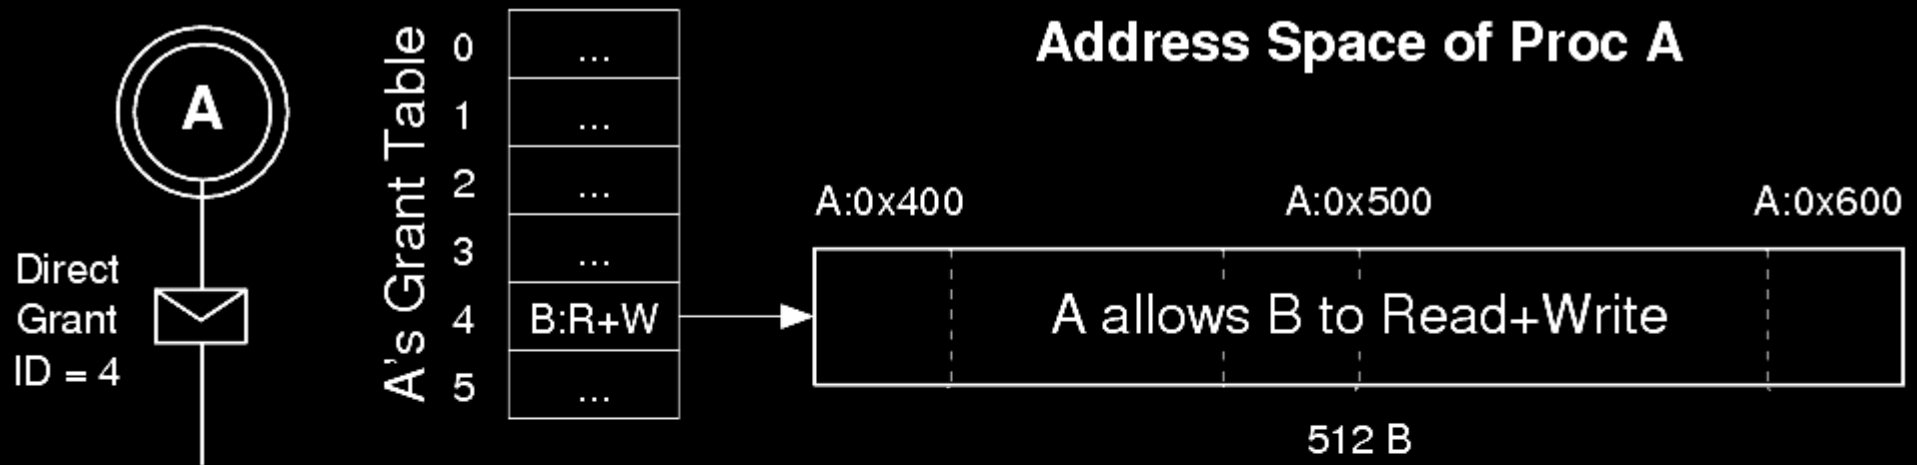 A
Direct
Grant
ID = 4
A's Grant Table
0 ...
1 ...
2 ...
3 ...
4 B:R+W
5 ...
Address Space of Proc A
A:0x400 A:0x500 A:0x600
A allows B to Read+Write
512 B